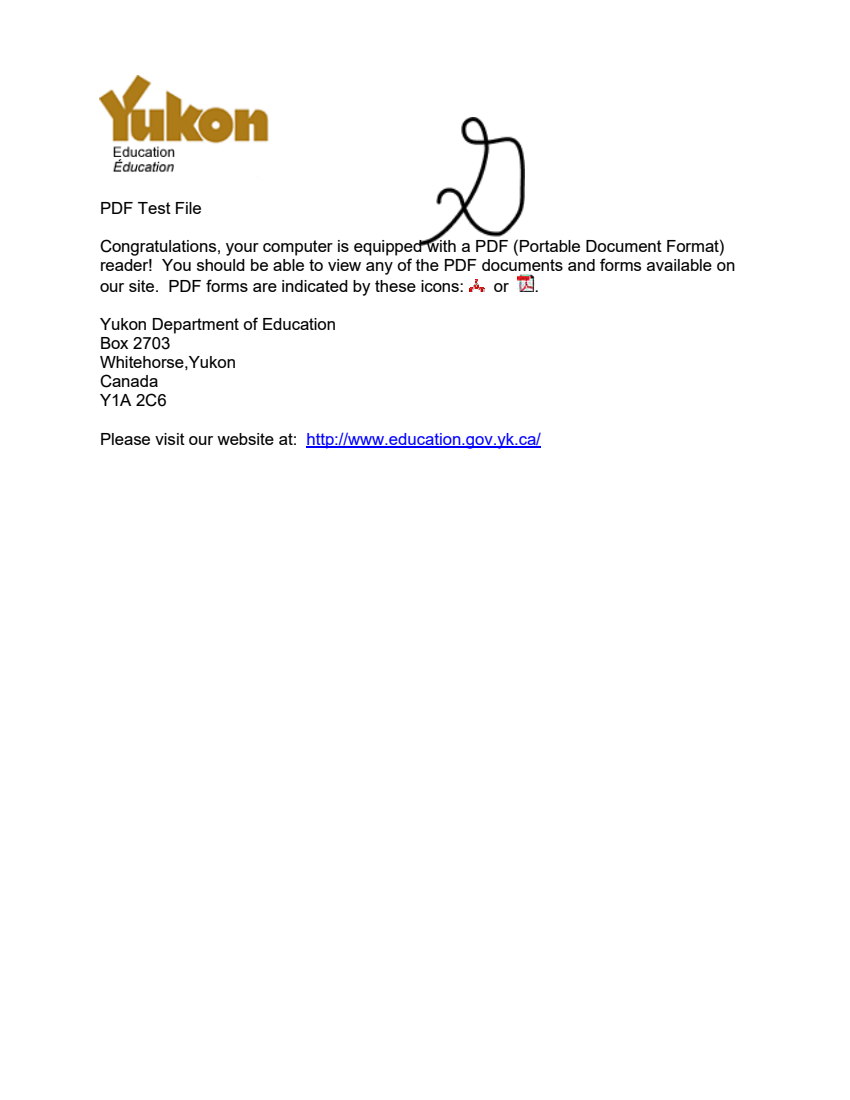 Yukon
Education
Éducation
PDF Test File
Congratulations, your computer is equipped with a PDF (Portable Document Format)
reader!  You should be able to view any of the PDF documents and forms available on
our site.  PDF forms are indicated by these icons: or .
Yukon Department of Education
Box 2703
Whitehorse,Yukon
Canada
Y1A 2C6
Please visit our website at:  http://www.education.gov.yk.ca/